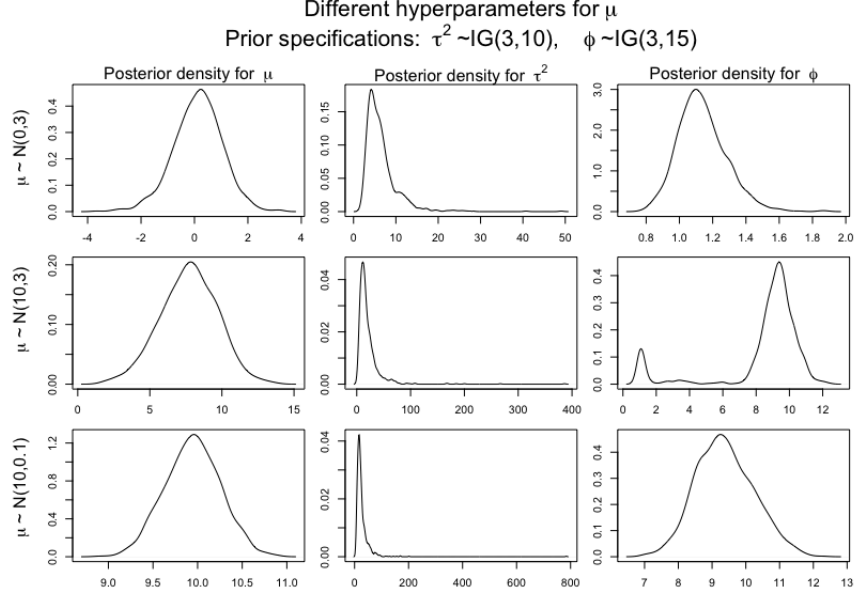 Different hyperparameters for μ
Prior specifications: τ² ~IG(3,10), φ ~IG(3,15)
Posterior density for μ
Posterior density for τ²
Posterior density for φ
μ ~ N(0,3)
0.0 0.1 0.2 0.3 0.4
-4 -2 0 2 4
0.00 0.05 0.10 0.15
0 10 20 30 40 50
0.0 1.0 2.0 3.0
0.8 1.0 1.2 1.4 1.6 1.8 2.0
μ ~ N(10,3)
0.00 0.10 0.20
0 5 10 15
0.00 0.02 0.04
0 100 200 300 400
0.0 0.1 0.2 0.3 0.4
0 2 4 6 8 10 12
μ ~ N(10,0.1)
0.0 0.4 0.8 1.2
9.0 9.5 10.0 10.5 11.0
0.00 0.01 0.02 0.03 0.04
0 200 400 600 800
0.0 0.1 0.2 0.3 0.4
7 8 9 10 11 12 13